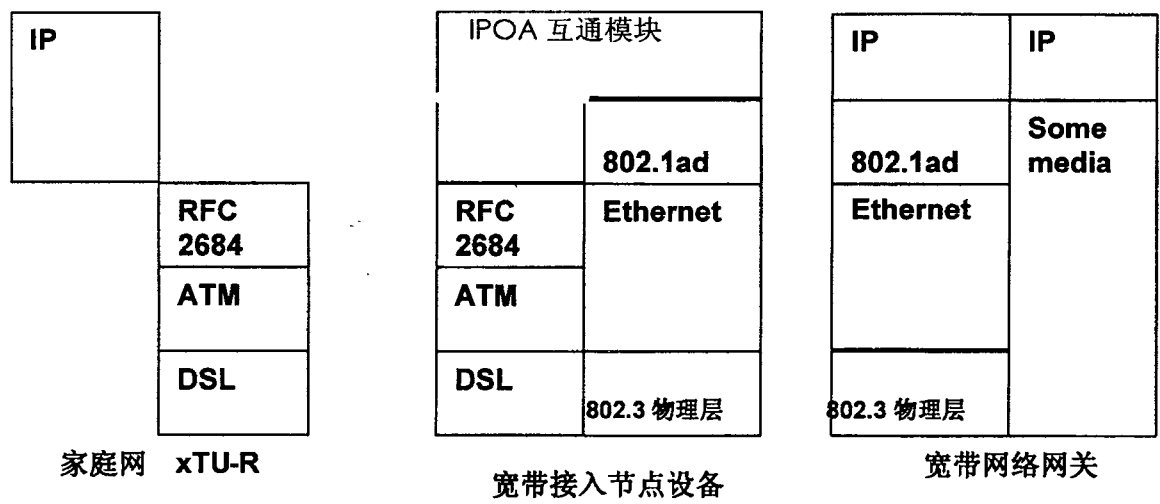 IP
RFC
2684
ATM
DSL
家庭网 xTU-R
IPOA 互通模块
802.1ad
RFC
2684
Ethernet
ATM
DSL
802.3 物理层
宽带接入节点设备
IP
IP
802.1ad
Some
media
Ethernet
802.3 物理层
宽带网络网关